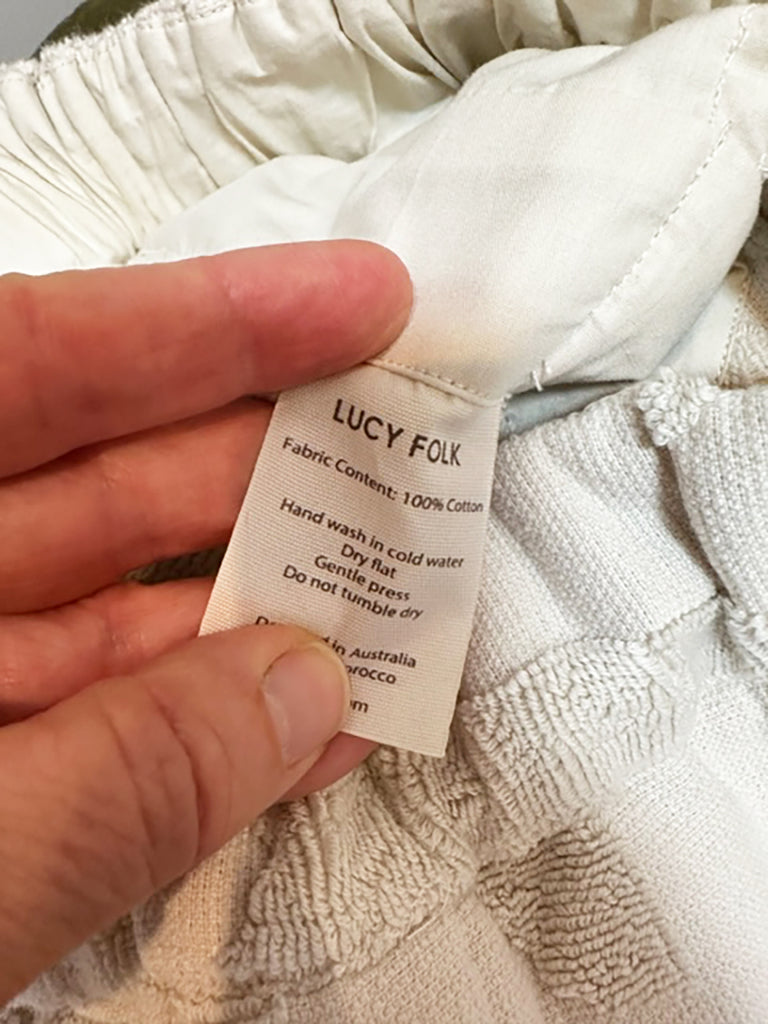 LUCY FOLK
Fabric Content: 100% Cotton
Hand wash in cold water
Dry flat
Gentle press
Do not tumble dry
in Australia